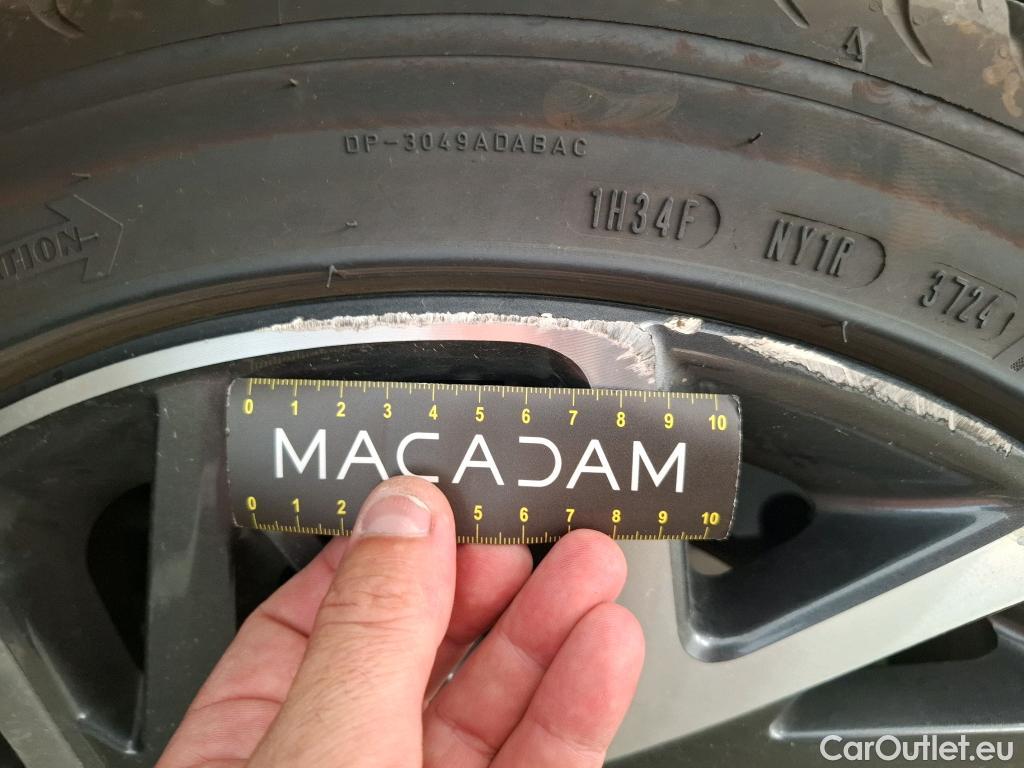 DP-3049ADABAC
1H34F
NY1R
3724
0 1 2 3 4 5 6 7 8 9 10
MACADAM
0 1 2 5 6 7 8 9 10
CarOutlet.eu